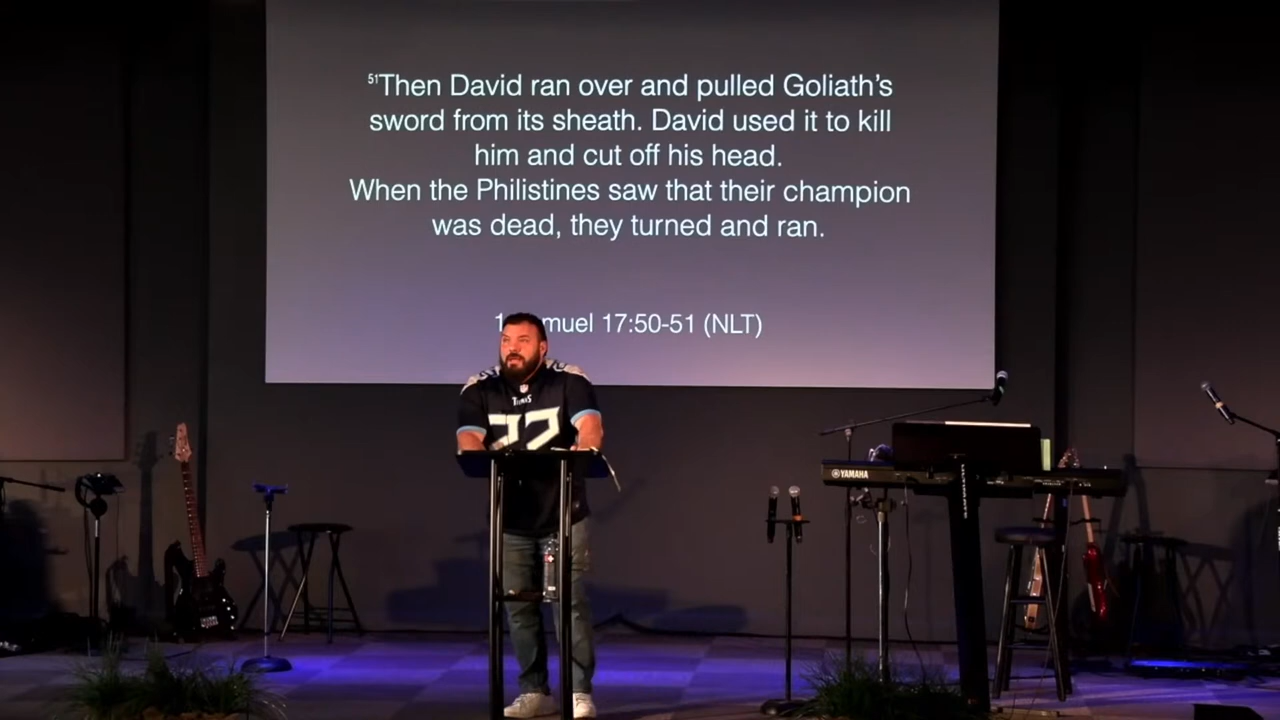 ⁵¹Then David ran over and pulled Goliath's
sword from its sheath. David used it to kill
him and cut off his head.
When the Philistines saw that their champion
was dead, they turned and ran.
1 muel 17:50-51 (NLT)
TITANS
22
YAMAHA